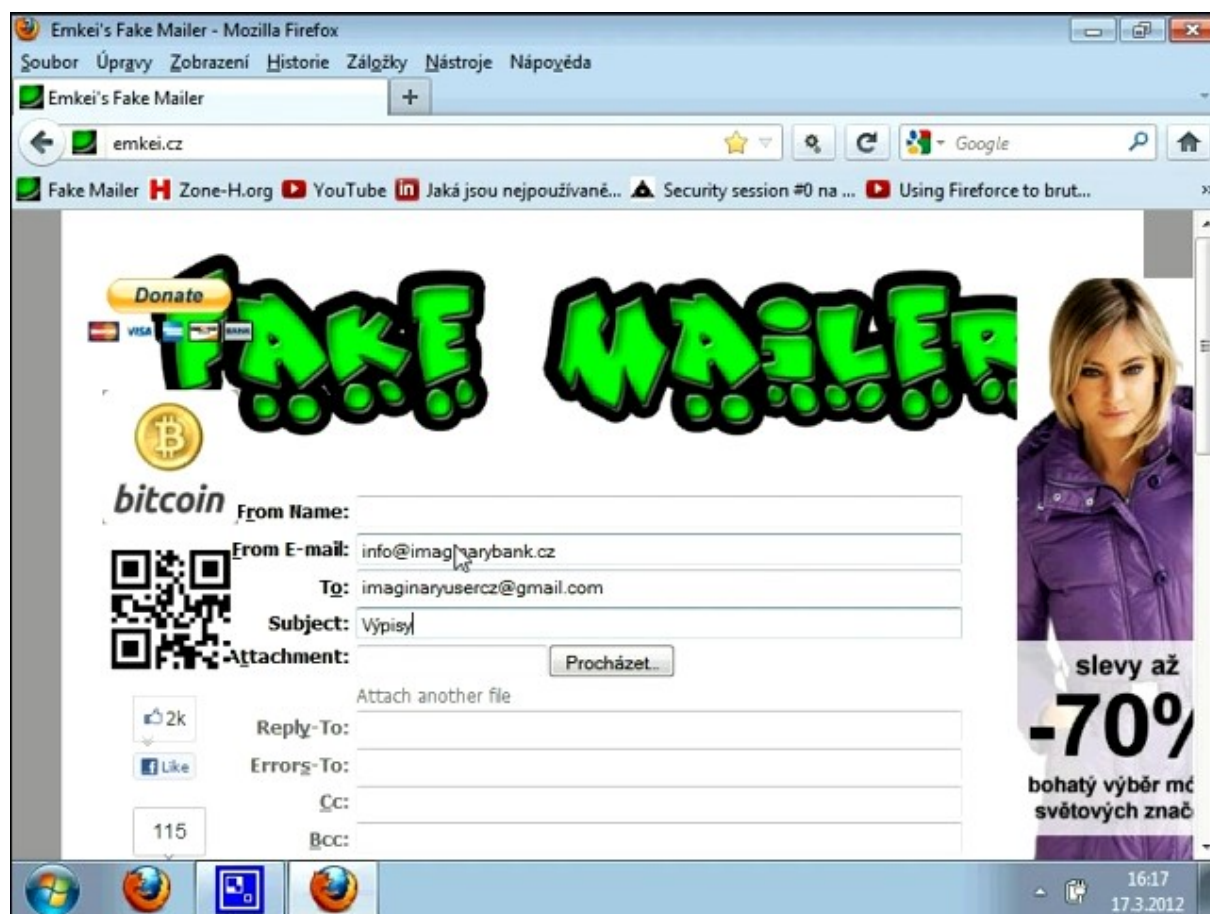 Emkei's Fake Mailer - Mozilla Firefox
Soubor Úpravy Zobrazení Historie Záložky Nástroje Nápověda
Emkei's Fake Mailer
emkei.cz
Google
Fake Mailer Zone-H.org YouTube Jaká jsou nejpoužívaně... Security session #0 na ... Using Fireforce to brut...
Donate
VISA
BANK
FAKE MAiLER
bitcoin
From Name:
From E-mail: info@imaginarybank.cz
To: imaginaryusercz@gmail.com
Subject: Výpisy
Attachment: Procházet...
Attach another file
2k
Reply-To:
Like
Errors-To:
Cc:
115
Bcc:
slevy až
-70%
bohatý výběr mó
světových znač
16:17
17.3.2012